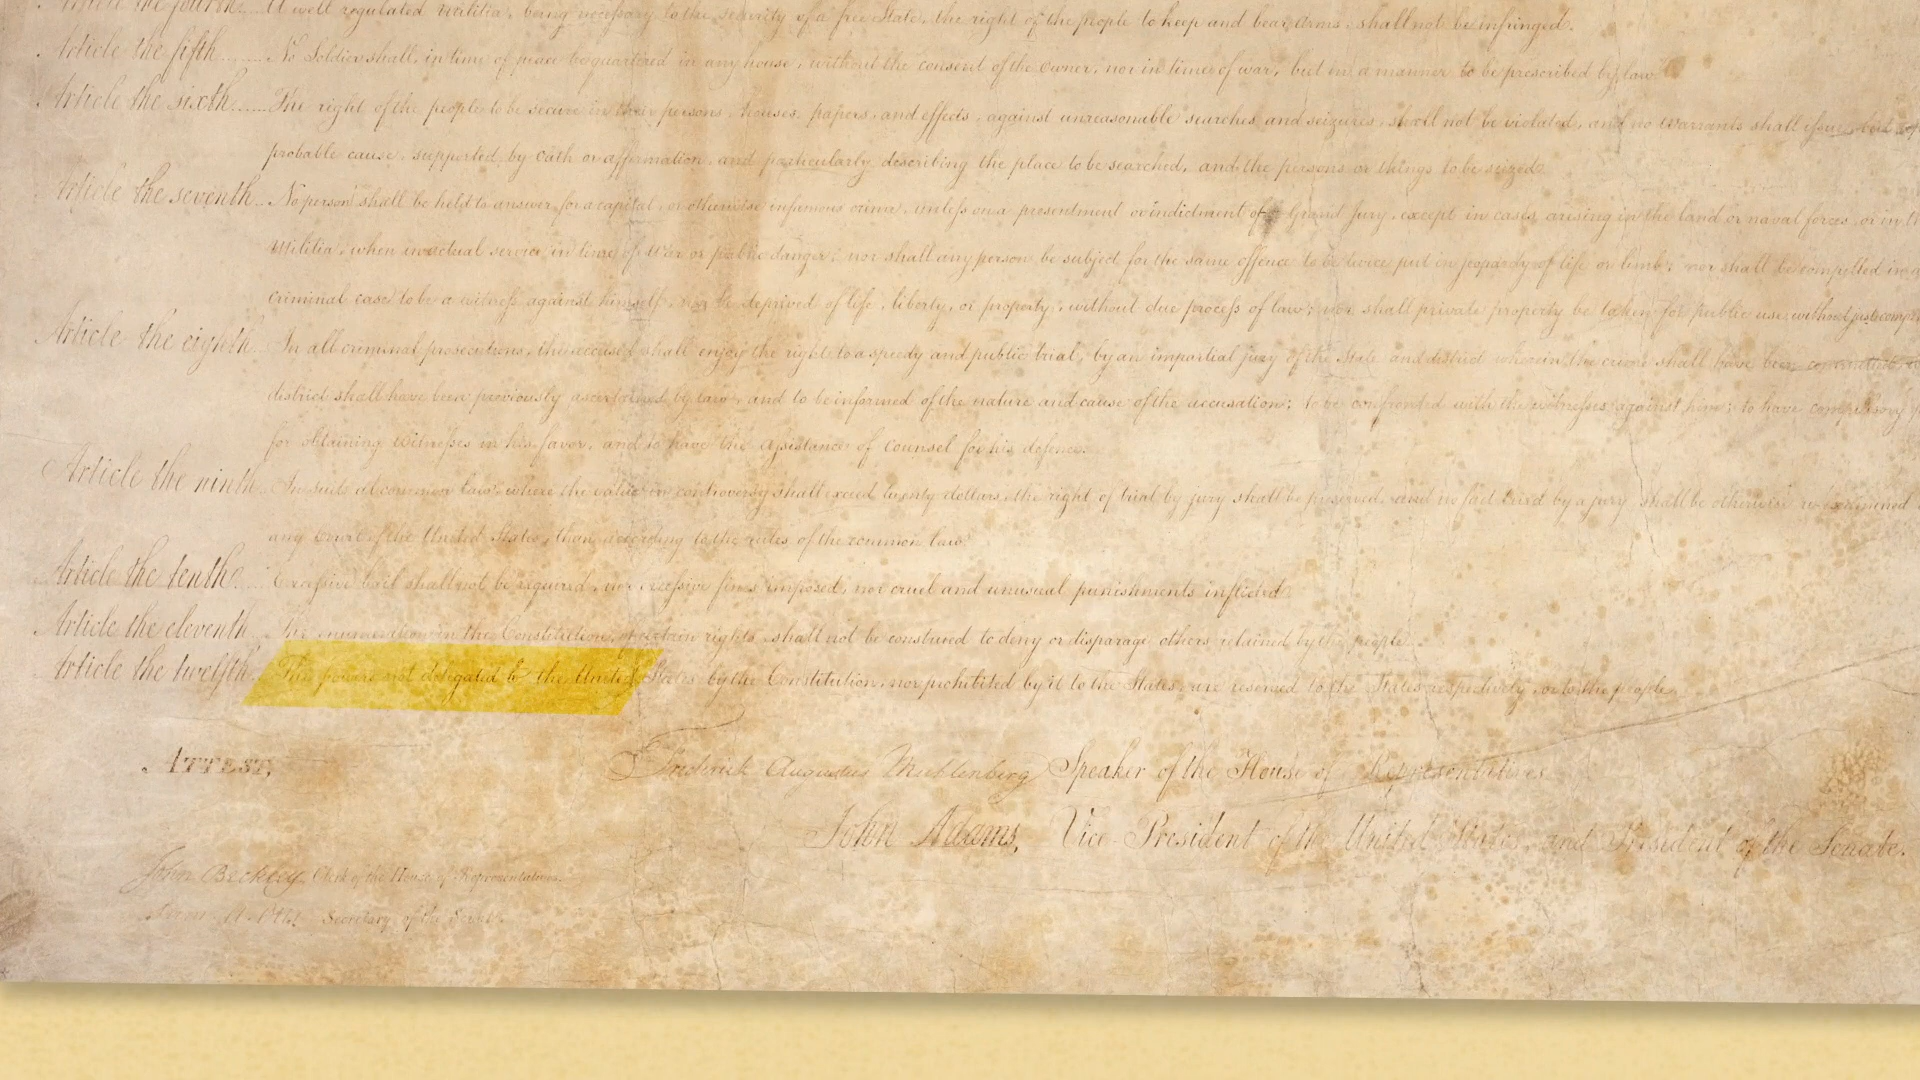 Article the fourth...... A well regulated militia, being necessary to the security of a free State, the right of the people to keep and bear arms, shall not be infringed.
Article the fifth........ No Soldier shall, in time of peace be quartered in any house, without the consent of the owner, nor in time of war, but in a manner to be prescribed by law.
Article the sixth...... The right of the people to be secure in their persons, houses, papers, and effects, against unreasonable searches and seizures, shall not be violated, and no Warrants shall issue, but
probable cause, supported by oath or affirmation, and particularly describing the place to be searched, and the persons or things to be seized.
Article the seventh.. No person shall be held to answer for a capital, or otherwise infamous crime, unless on a presentment or indictment of a Grand Jury, except in cases arising in the land or naval forces, or in th
Militia, when in actual service in time of War or public danger; nor shall any person be subject for the same offence to be twice put in jeopardy of life or limb; nor shall be compelled in
criminal case to be a witness against himself, nor be deprived of life, liberty, or property, without due process of law; nor shall private property be taken for public use without just comp
Article the eighth. In all criminal prosecutions, the accused shall enjoy the right to a speedy and public trial, by an impartial jury of the State and district wherein the crime shall have been committed,
district shall have been previously ascertained by law, and to be informed of the nature and cause of the accusation; to be confronted with the witnesses against him; to have compulsory
for obtaining witnesses in his favor, and to have the assistance of counsel for his defence.
Article the ninth.. In suits at common law, where the value in controversy shall exceed twenty dollars, the right of trial by jury shall be preserved, and no fact tried by a jury shall be otherwise re-examined
any Court of the United States, than according to the rules of the common law.
Article the tenth..... Excessive bail shall not be required, nor excessive fines imposed, nor cruel and unusual punishments inflicted.
Article the eleventh.. The enumeration in the Constitution, of certain rights, shall not be construed to deny or disparage others retained by the people.
Article the twelfth. The powers not delegated to the United States by the Constitution, nor prohibited by it to the States, are reserved to the States respectively, or to the people.
ATTEST,
Frederick Augustus Muhlenberg Speaker of the House of Representatives
John Adams, Vice-President of the United States, and President of the Senate.
John Beckley, Clerk of the House of Representatives.
Secretary of the Senate.